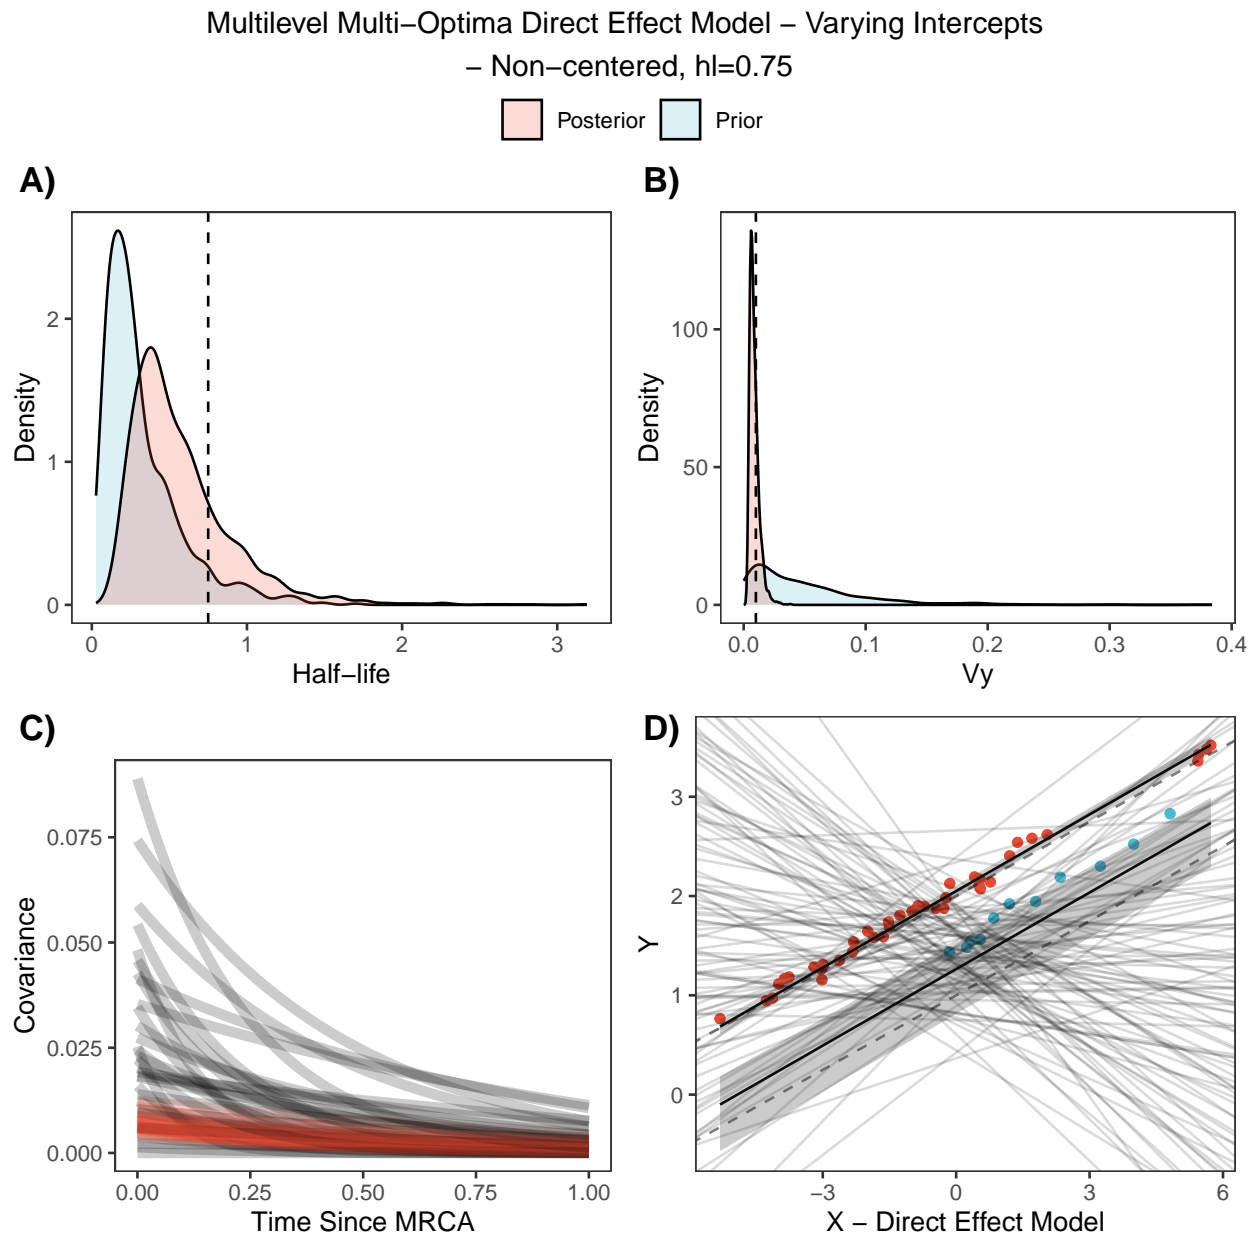 Multilevel Multi−Optima Direct Effect Model − Varying Intercepts
− Non−centered, hl=0.75
Posterior
Prior
A)
Density
2
1
0
0
1
2
3
Half−life
B)
Density
100
50
0
0.0
0.1
0.2
0.3
0.4
Vy
C)
Covariance
0.075
0.050
0.025
0.000
0.00
0.25
0.50
0.75
1.00
Time Since MRCA
D)
Y
3
2
1
0
−3
0
3
6
X − Direct Effect Model